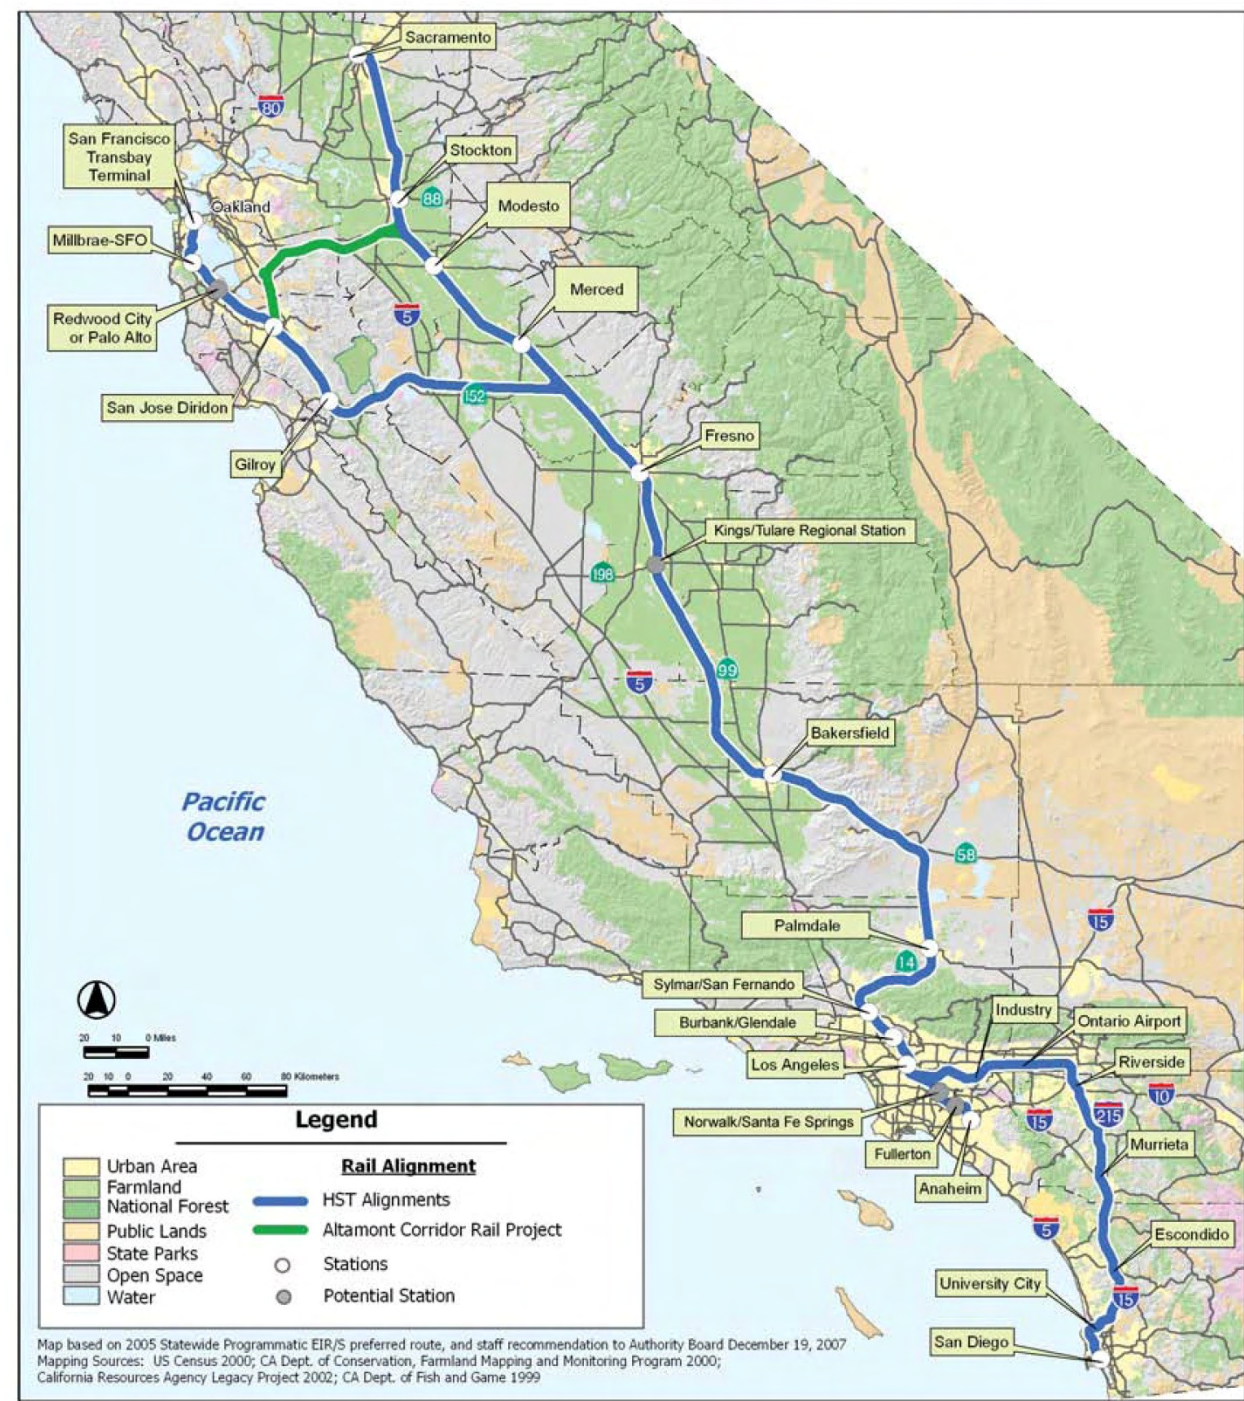 Sacramento
80
San Francisco
Transbay
Terminal
Stockton
88
Oakland
Modesto
Millbrae-SFO
Merced
Redwood City
or Palo Alto
5
152
San Jose Diridon
Fresno
Gilroy
Kings/Tulare Regional Station
198
99
5
Bakersfield
Pacific
Ocean
58
15
Palmdale
14
Sylmar/San Fernando
Industry
Burbank/Glendale
Ontario Airport
Los Angeles
Riverside
10
Norwalk/Santa Fe Springs
15
215
Murrieta
Fullerton
Anaheim
5
Escondido
University City
15
San Diego
20 10 0 Miles
20 10 0 20 40 60 80 Kilometers
Legend
Rail Alignment
Urban Area
Farmland
National Forest
Public Lands
State Parks
Open Space
Water
HST Alignments
Altamont Corridor Rail Project
Stations
Potential Station
Map based on 2005 Statewide Programmatic EIR/S preferred route, and staff recommendation to Authority Board December 19, 2007
Mapping Sources: US Census 2000; CA Dept. of Conservation, Farmland Mapping and Monitoring Program 2000;
California Resources Agency Legacy Project 2002; CA Dept. of Fish and Game 1999